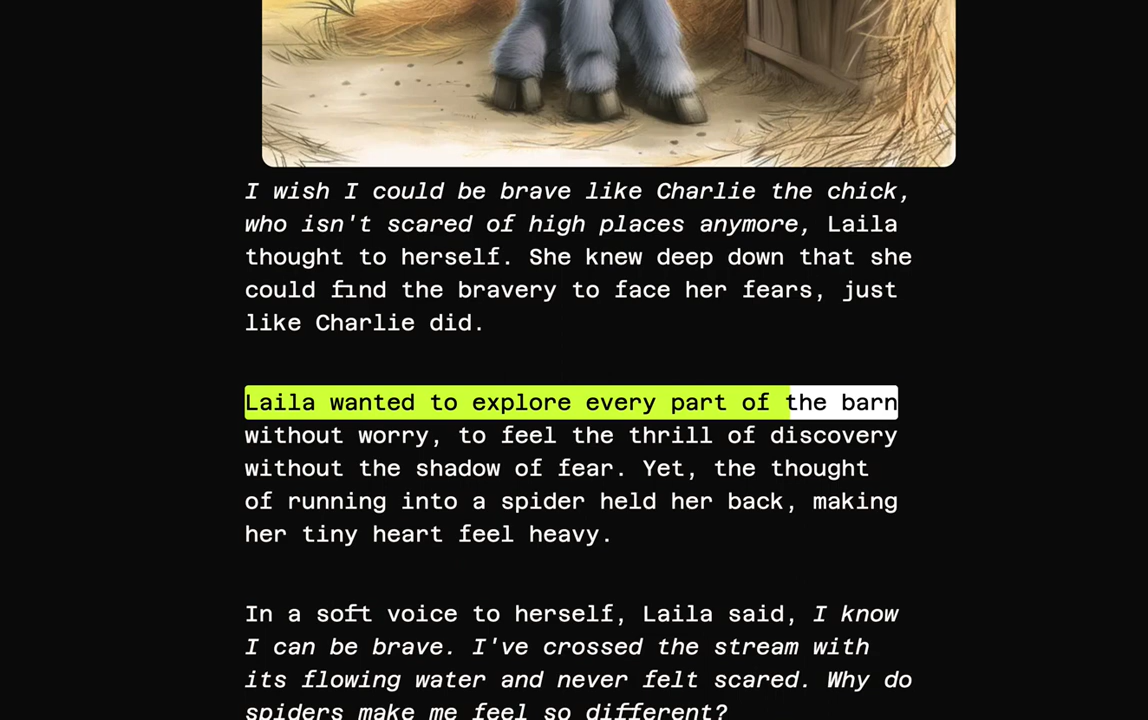 I wish I could be brave like Charlie the chick,
who isn't scared of high places anymore, Laila
thought to herself. She knew deep down that she
could find the bravery to face her fears, just
like Charlie did.
Laila wanted to explore every part of the barn
without worry, to feel the thrill of discovery
without the shadow of fear. Yet, the thought
of running into a spider held her back, making
her tiny heart feel heavy.
In a soft voice to herself, Laila said, I know
I can be brave. I've crossed the stream with
its flowing water and never felt scared. Why do
spiders make me feel so different?